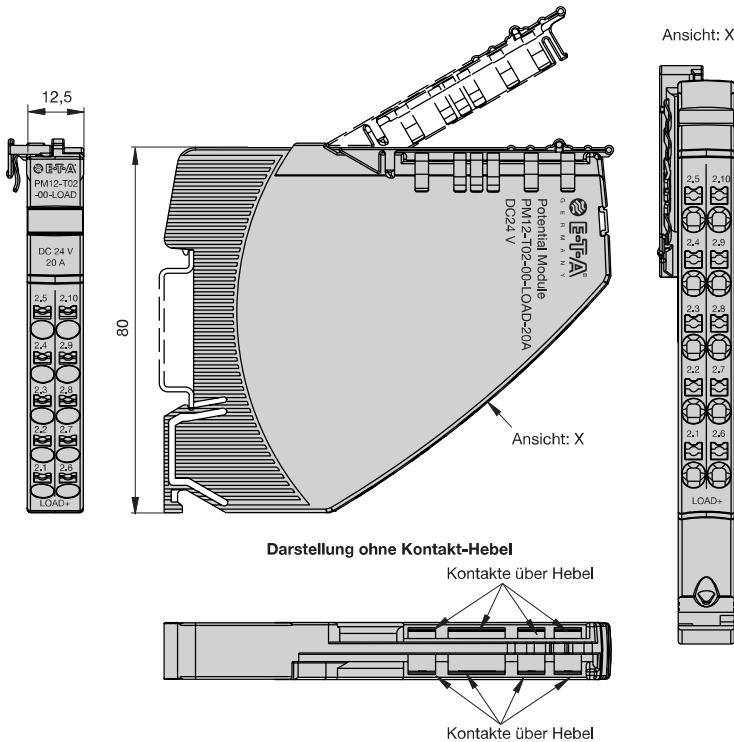 Ansicht: X
12,5
E-T-A
PM12-T02
-00-LOAD
DC 24 V
20 A
2.5 2.10
2.4 2.9
2.3 2.8
2.2 2.7
2.1 2.6
LOAD+
80
E-T-A®
GERMANY
Potential Module
PM12-T02-00-LOAD-20A
DC24 V
Ansicht: X
2.5 2.10
2.4 2.9
2.3 2.8
2.2 2.7
2.1 2.6
LOAD+
Darstellung ohne Kontakt-Hebel
Kontakte über Hebel
Kontakte über Hebel